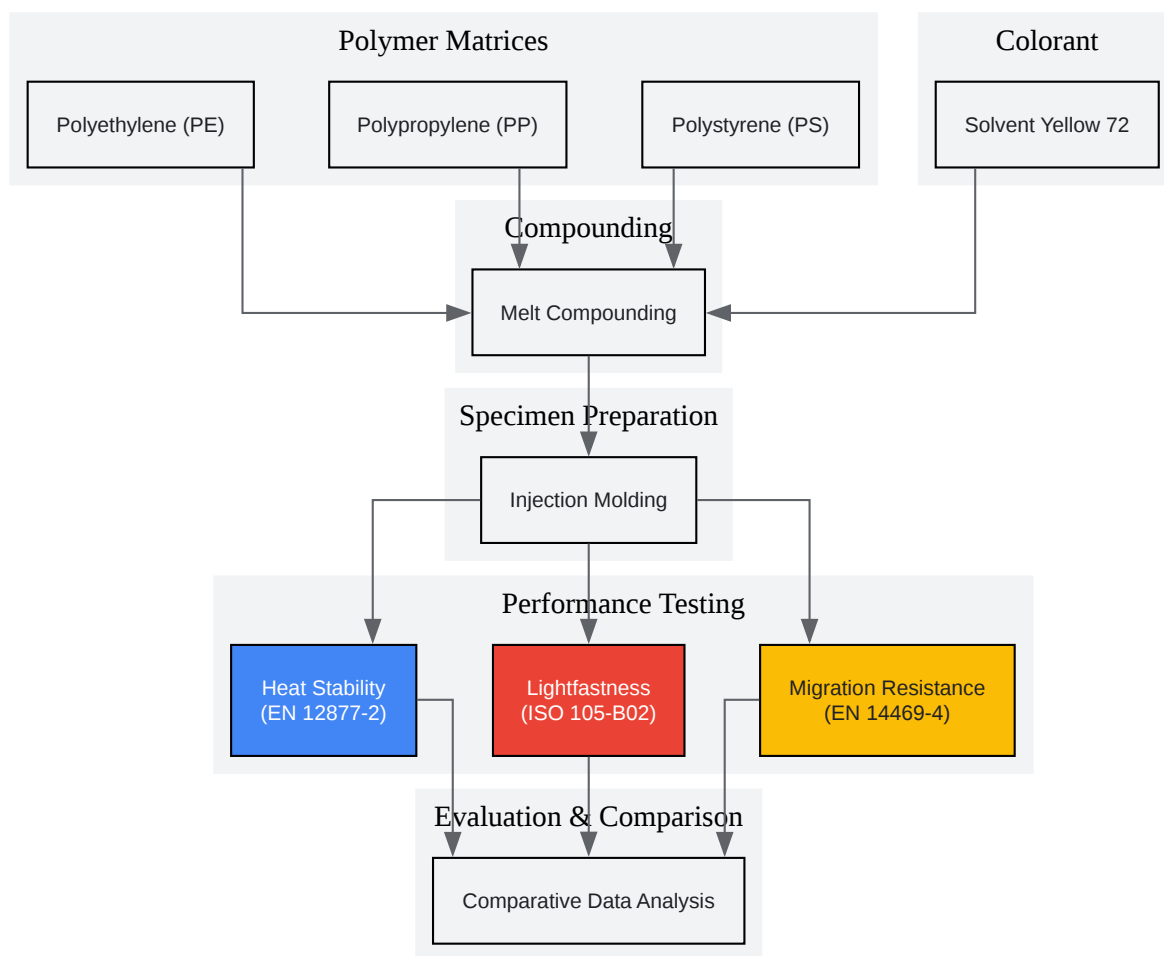 Polymer Matrices
Colorant
Polyethylene (PE)
Polypropylene (PP)
Polystyrene (PS)
Solvent Yellow 72
Compounding
Melt Compounding
Specimen Preparation
Injection Molding
Performance Testing
Heat Stability
(EN 12877-2)
Lightfastness
(ISO 105-B02)
Migration Resistance
(EN 14469-4)
Evaluation & Comparison
Comparative Data Analysis